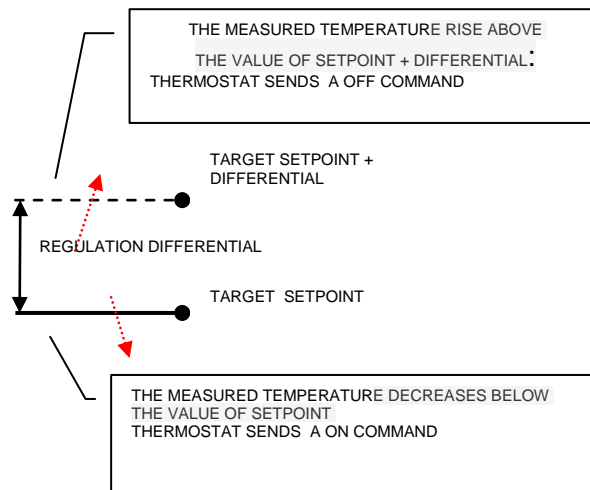 THE MEASURED TEMPERATURE RISE ABOVE
THE VALUE OF SETPOINT + DIFFERENTIAL:
THERMOSTAT SENDS A OFF COMMAND
TARGET SETPOINT +
DIFFERENTIAL
REGULATION DIFFERENTIAL
TARGET SETPOINT
THE MEASURED TEMPERATURE DECREASES BELOW
THE VALUE OF SETPOINT
THERMOSTAT SENDS A ON COMMAND